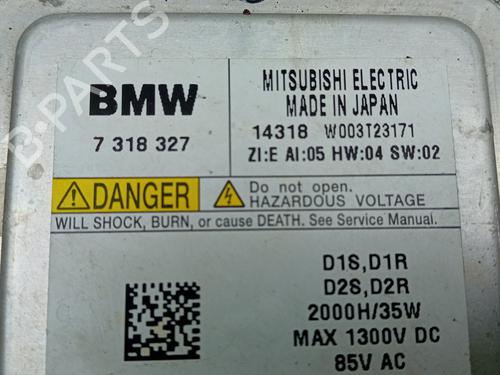 BMW
7 318 327
MITSUBISHI ELECTRIC
MADE IN JAPAN
14318 W003T23171
ZI:E AI:05 HW:04 SW:02
DANGER
Do not open.
HAZARDOUS VOLTAGE
WILL SHOCK, BURN, or cause DEATH. See Service Manual.
D1S,D1R
D2S,D2R
2000H/35W
MAX 1300V DC
85V AC
B-PARTS